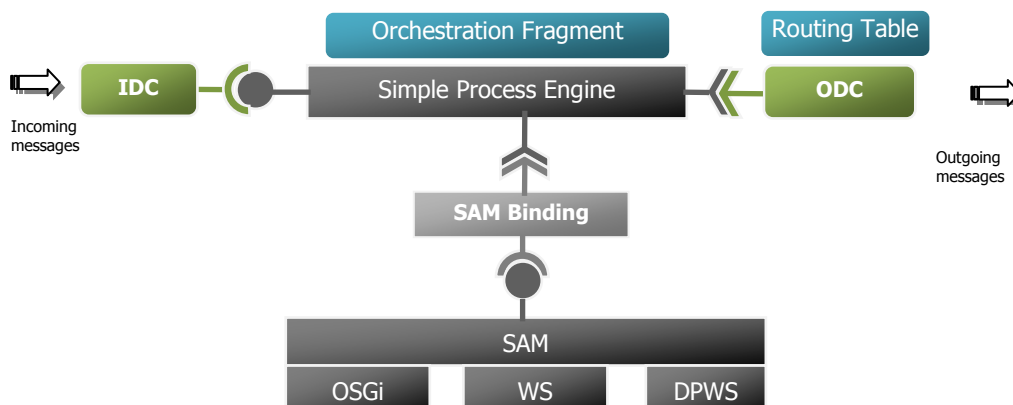 Orchestration Fragment
Routing Table
IDC
Simple Process Engine
ODC
Incoming
messages
Outgoing
messages
SAM Binding
SAM
OSGi
WS
DPWS